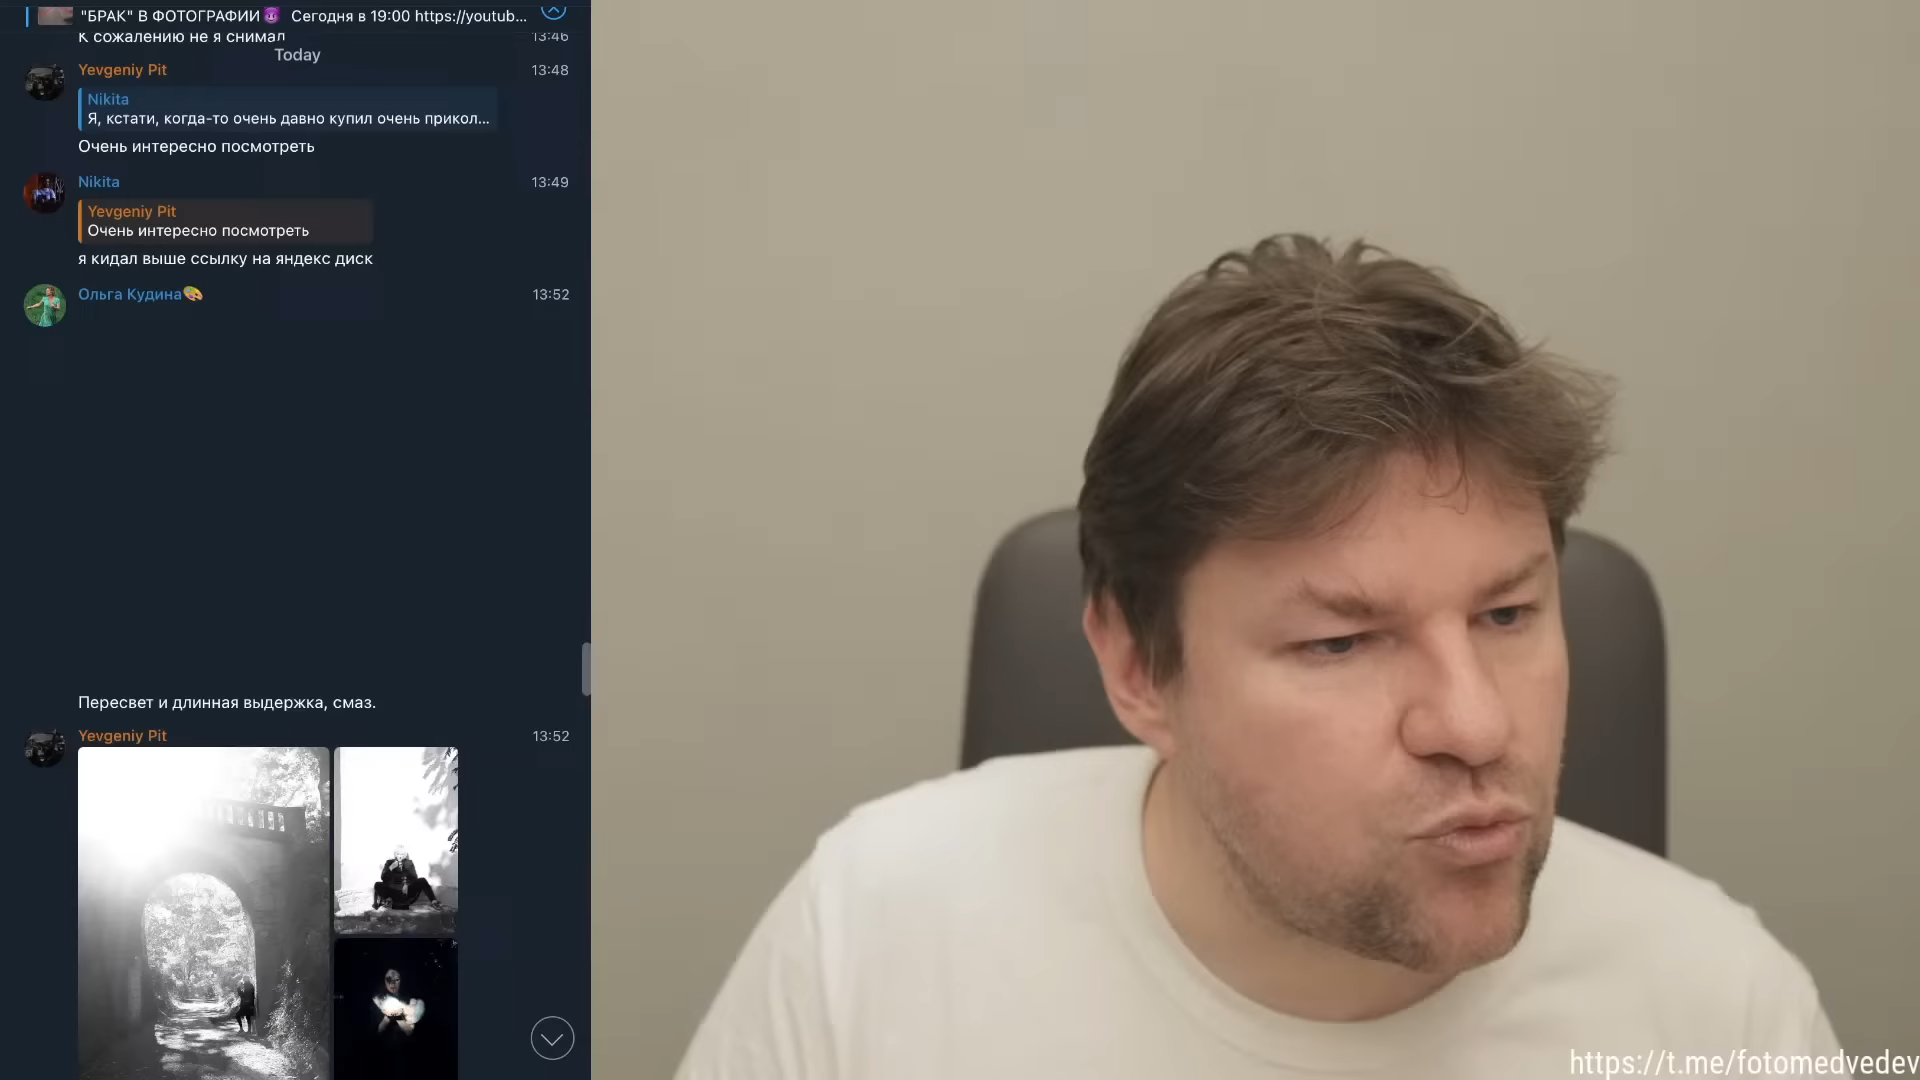 "БРАК" В ФОТОГРАФИИ😈 Сегодня в 19:00 https://youtub...
К сожалению не я снимал
13:46
Today
Yevgeniy Pit
13:48
Nikita
Я, кстати, когда-то очень давно купил очень прикол...
Очень интересно посмотреть
Nikita
13:49
Yevgeniy Pit
Очень интересно посмотреть
я кидал выше ссылку на яндекс диск
Ольга Кудина🎨
13:52
Пересвет и длинная выдержка, смаз.
Yevgeniy Pit
13:52
https://t.me/fotomedvedev